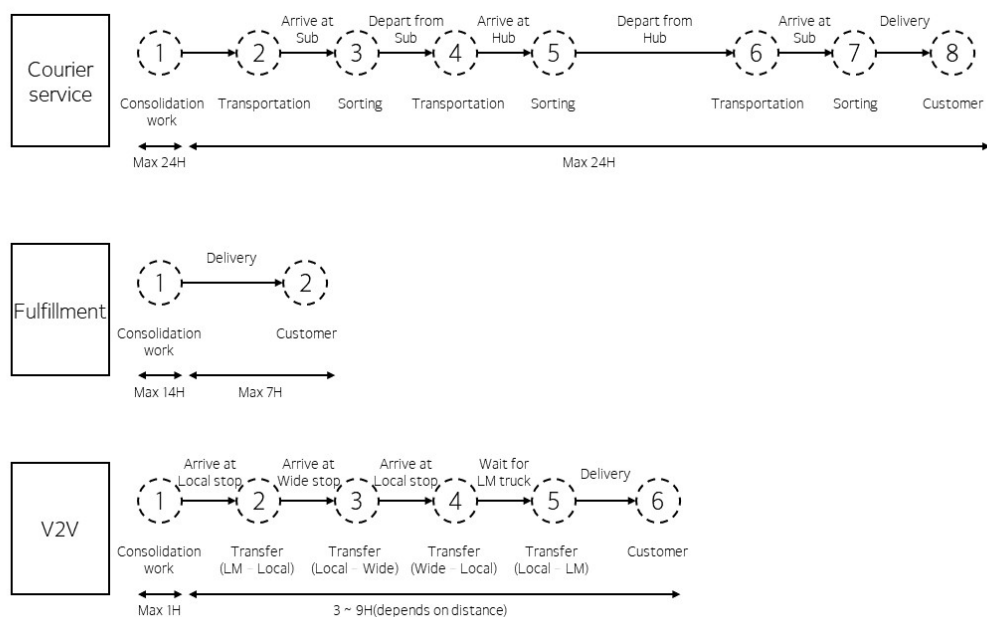 Courier
service
Arrive at
Sub
Depart from
Sub
Arrive at
Hub
Depart from
Hub
Arrive at
Sub
Delivery
1
2
3
4
5
6
7
8
Consolidation
work
Transportation
Sorting
Transportation
Sorting
Transportation
Sorting
Customer
Max 24H
Max 24H
Fulfillment
Delivery
1
2
Consolidation
work
Customer
Max 14H
Max 7H
V2V
Arrive at
Local stop
Arrive at
Wide stop
Arrive at
Local stop
Wait for
LM truck
Delivery
1
2
3
4
5
6
Consolidation
work
Transfer
(LM – Local)
Transfer
(Local – Wide)
Transfer
(Wide – Local)
Transfer
(Local – LM)
Customer
Max 1H
3 ~ 9H(depends on distance)